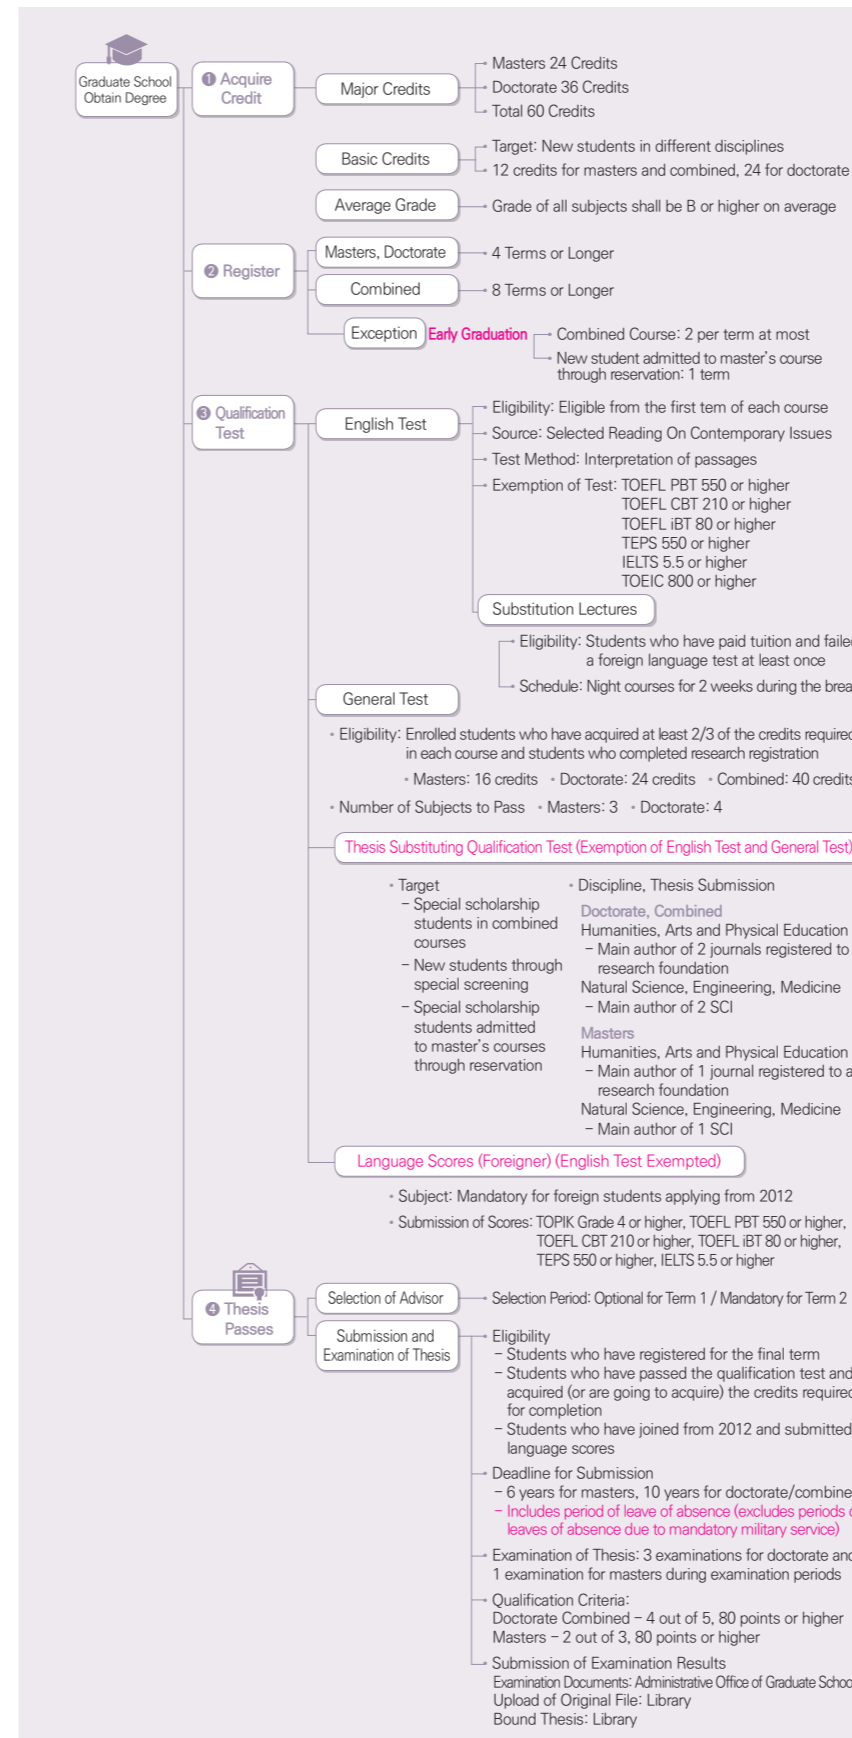 Graduate School
Obtain Degree
❶ Acquire
Credit
Major Credits
Masters 24 Credits
Doctorate 36 Credits
Total 60 Credits
Basic Credits
Target: New students in different disciplines
12 credits for masters and combined, 24 for doctorate
Average Grade
Grade of all subjects shall be B or higher on average
❷ Register
Masters, Doctorate
4 Terms or Longer
Combined
8 Terms or Longer
Exception
Early Graduation
Combined Course: 2 per term at most
New student admitted to master's course
through reservation: 1 term
❸ Qualification
Test
English Test
Eligibility: Eligible from the first tem of each course
Source: Selected Reading On Contemporary Issues
Test Method: Interpretation of passages
Exemption of Test: TOEFL PBT 550 or higher
TOEFL CBT 210 or higher
TOEFL iBT 80 or higher
TEPS 550 or higher
IELTS 5.5 or higher
TOEIC 800 or higher
Substitution Lectures
Eligibility: Students who have paid tuition and failed
a foreign language test at least once
Schedule: Night courses for 2 weeks during the brea
General Test
• Eligibility: Enrolled students who have acquired at least 2/3 of the credits required
in each course and students who completed research registration
• Masters: 16 credits • Doctorate: 24 credits • Combined: 40 credits
• Number of Subjects to Pass • Masters: 3 • Doctorate: 4
Thesis Substituting Qualification Test (Exemption of English Test and General Test)
• Target
– Special scholarship
students in combined
courses
– New students through
special screening
– Special scholarship
students admitted
to master's courses
through reservation
• Discipline, Thesis Submission
Doctorate, Combined
Humanities, Arts and Physical Education
– Main author of 2 journals registered to
research foundation
Natural Science, Engineering, Medicine
– Main author of 2 SCI
Masters
Humanities, Arts and Physical Education
– Main author of 1 journal registered to a
research foundation
Natural Science, Engineering, Medicine
– Main author of 1 SCI
Language Scores (Foreigner) (English Test Exempted)
• Subject: Mandatory for foreign students applying from 2012
• Submission of Scores: TOPIK Grade 4 or higher, TOEFL PBT 550 or higher,
TOEFL CBT 210 or higher, TOEFL iBT 80 or higher,
TEPS 550 or higher, IELTS 5.5 or higher
❹ Thesis
Passes
Selection of Advisor
Selection Period: Optional for Term 1 / Mandatory for Term 2
Submission and
Examination of Thesis
Eligibility
– Students who have registered for the final term
– Students who have passed the qualification test and
acquired (or are going to acquire) the credits required
for completion
– Students who have joined from 2012 and submitted
language scores
Deadline for Submission
– 6 years for masters, 10 years for doctorate/combine
– Includes period of leave of absence (excludes periods o
leaves of absence due to mandatory military service)
Examination of Thesis: 3 examinations for doctorate and
1 examination for masters during examination periods
Qualification Criteria:
Doctorate Combined – 4 out of 5, 80 points or higher
Masters – 2 out of 3, 80 points or higher
Submission of Examination Results
Examination Documents: Administrative Office of Graduate School
Upload of Original File: Library
Bound Thesis: Library